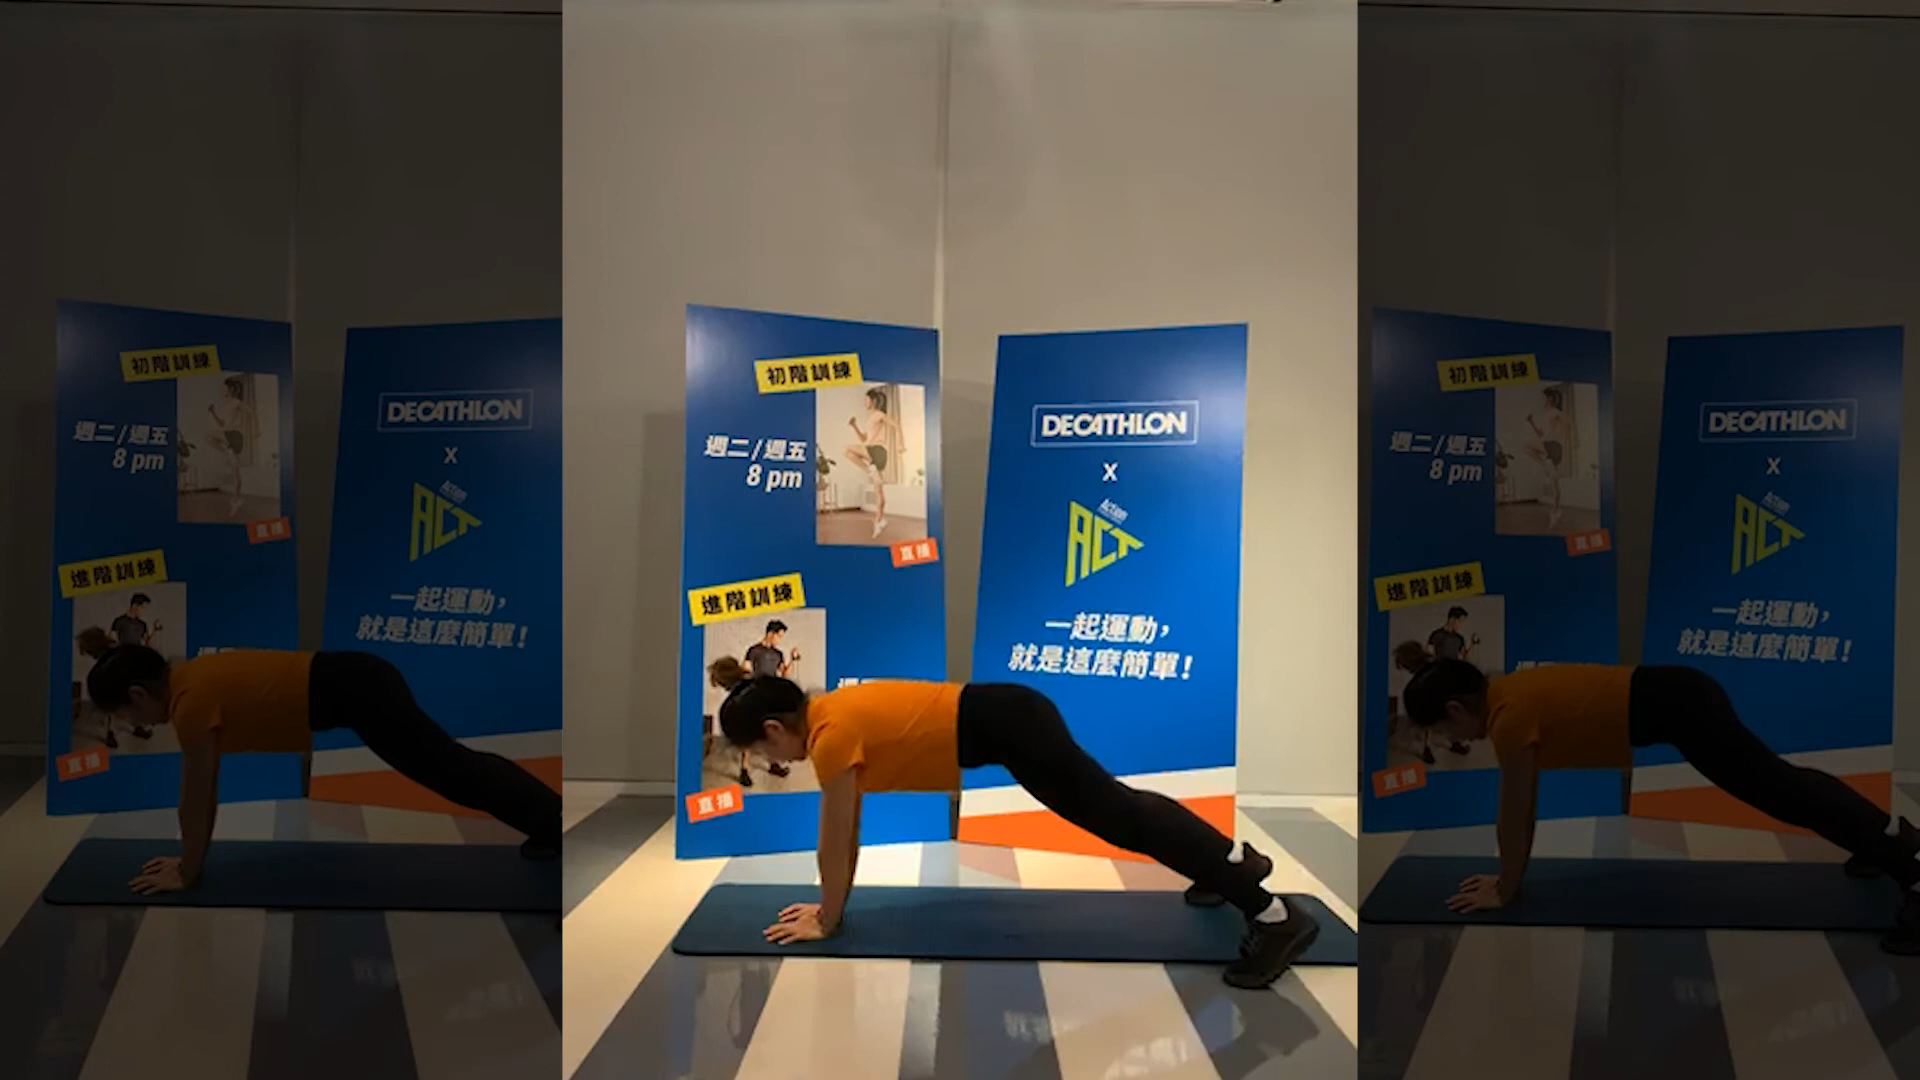 初階訓練
週二/週五
8 pm
直播
進階訓練
直播
DECATHLON
X
Action
ACT
一起運動,
就是這麼簡單!